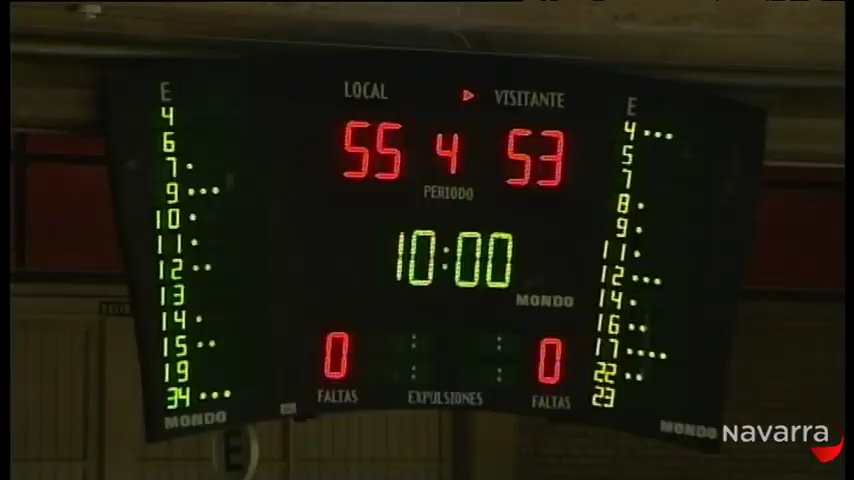 E
4
6
7
9
10
11
12
13
14
15
19
34
MONDO
LOCAL VISITANTE
55 4 53
PERIODO
10:00
MONDO
0 : : 0
: :
FALTAS EXPULSIONES FALTAS
E
4
5
7
8
9
11
12
14
16
17
22
23
MONDO
E
Navarra